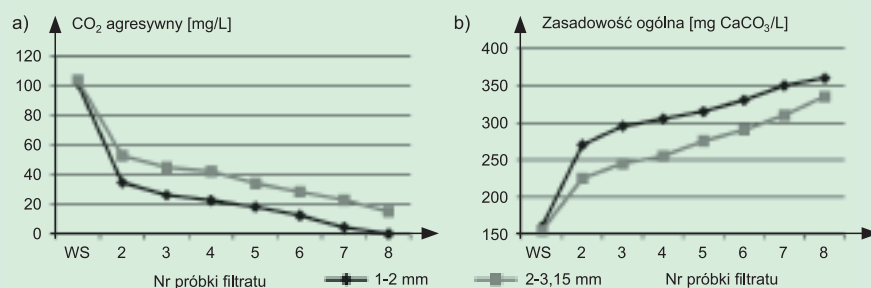 a) CO₂ agresywny [mg/L]
120
100
80
60
40
20
0
WS 2 3 4 5 6 7 8
Nr próbki filtratu
b) Zasadowość ogólna [mg CaCO₃/L]
400
350
300
250
200
150
WS 2 3 4 5 6 7 8
Nr próbki filtratu
1-2 mm
2-3,15 mm